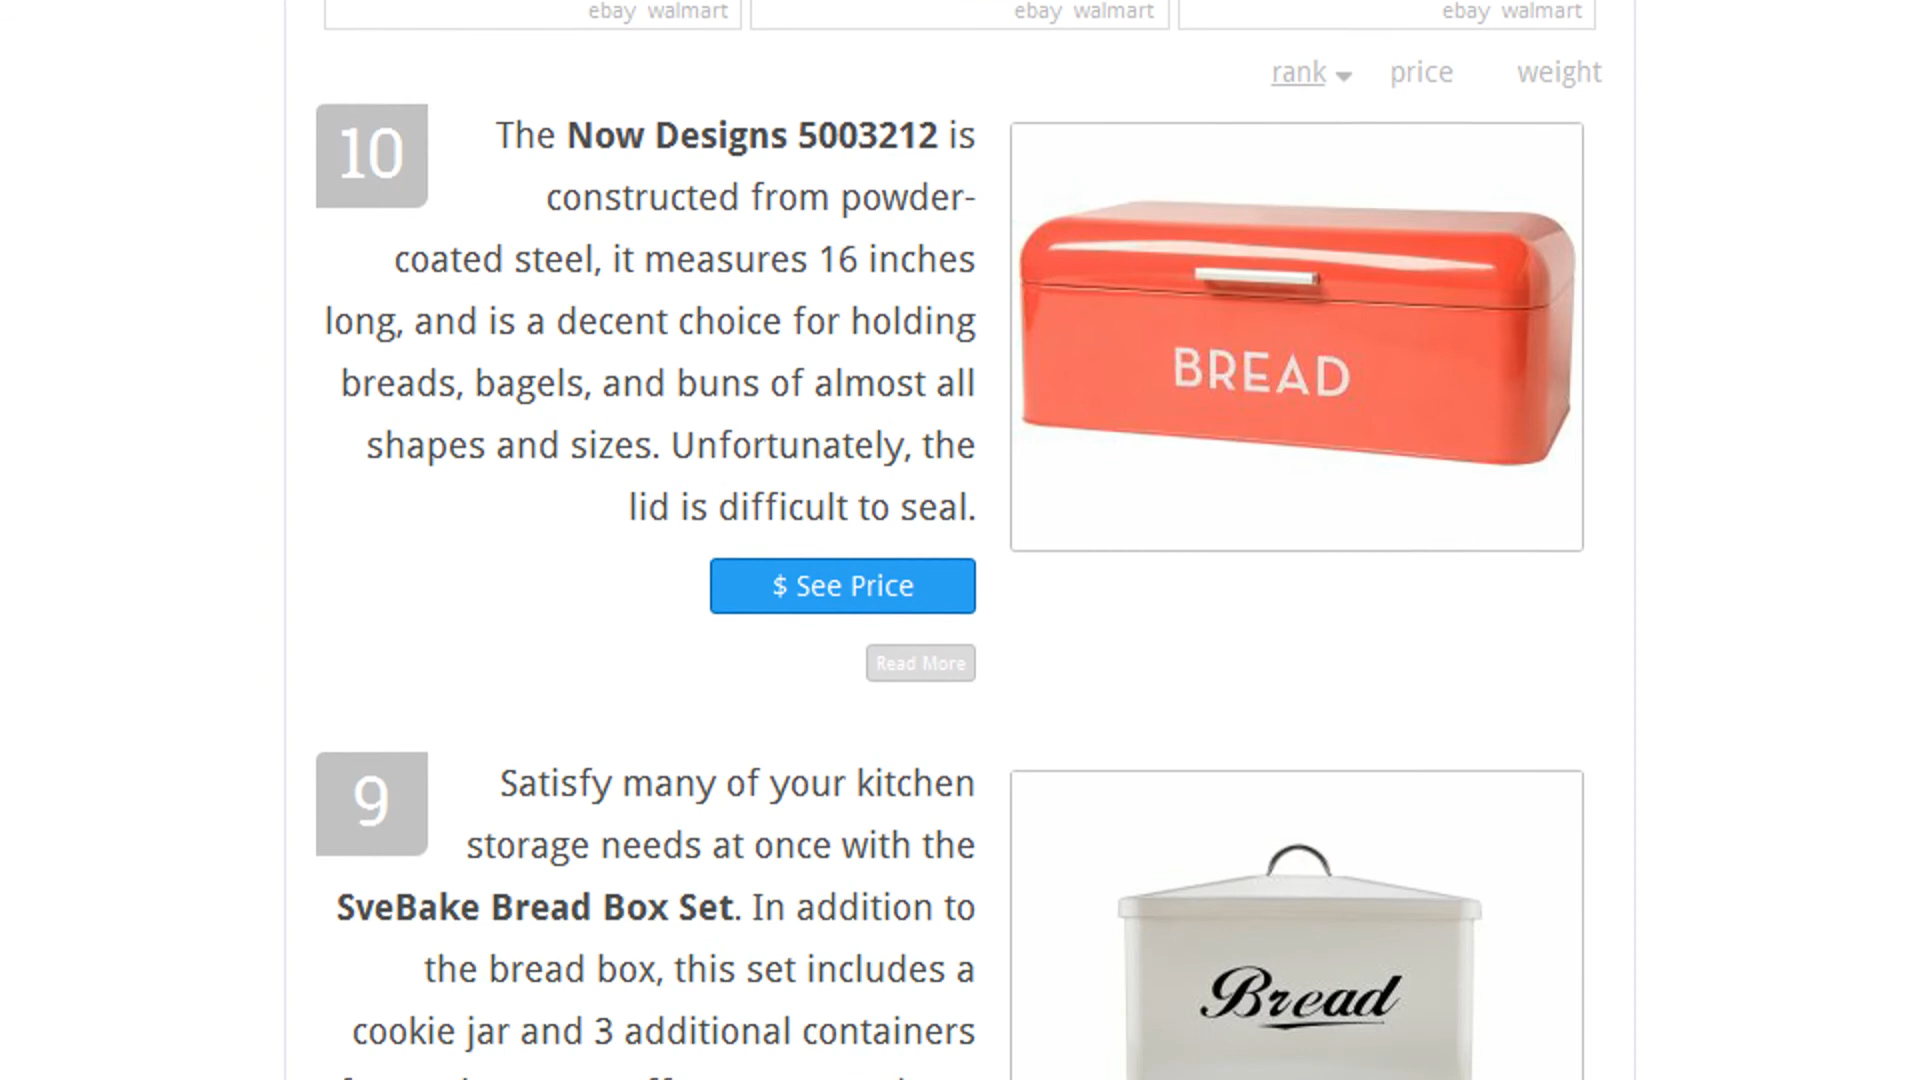 ebay walmart
ebay walmart
ebay walmart
rank price weight
10
The Now Designs 5003212 is
constructed from powder-
coated steel, it measures 16 inches
long, and is a decent choice for holding
breads, bagels, and buns of almost all
shapes and sizes. Unfortunately, the
lid is difficult to seal.
$ See Price
Read More
BREAD
9
Satisfy many of your kitchen
storage needs at once with the
SveBake Bread Box Set. In addition to
the bread box, this set includes a
cookie jar and 3 additional containers
Bread